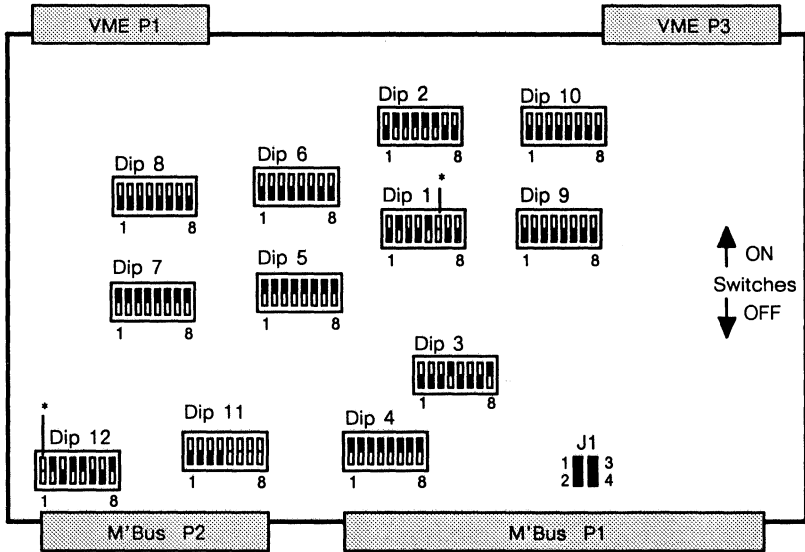 VME P1
VME P3
Dip 2
1 8
Dip 10
1 8
Dip 8
1 8
Dip 6
1 8
*
Dip 1
1 8
Dip 9
1 8
ON
Switches
OFF
Dip 7
1 8
Dip 5
1 8
Dip 3
1 8
*
Dip 12
1 8
Dip 11
1 8
Dip 4
1 8
J1
1 3
2 4
M'Bus P2
M'Bus P1